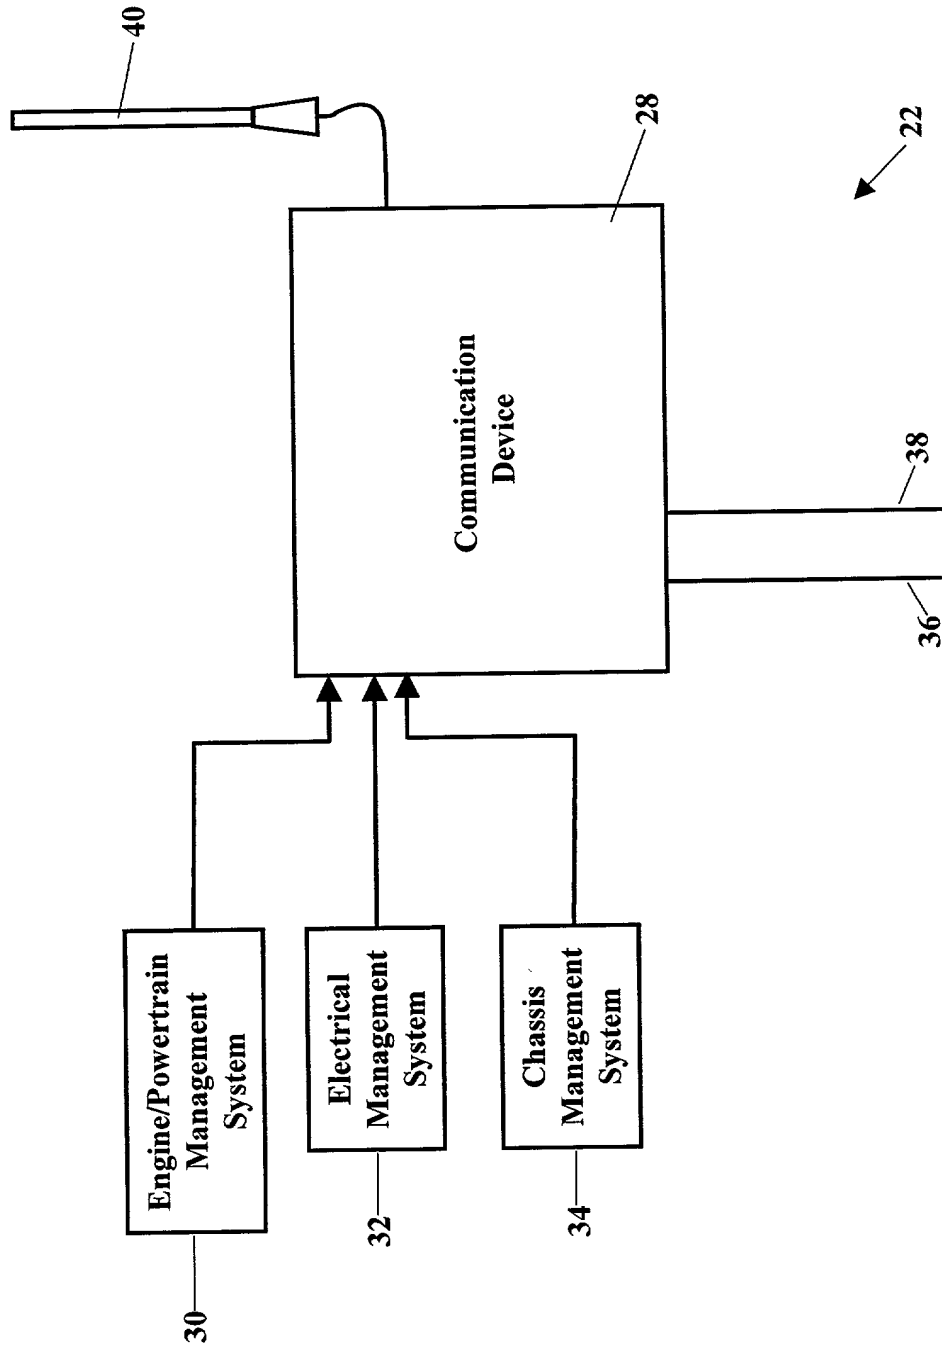 30
Engine/Powertrain
Management
System
32
Electrical
Management
System
34
Chassis
Management
System
Communication
Device
36
38
28
40
22